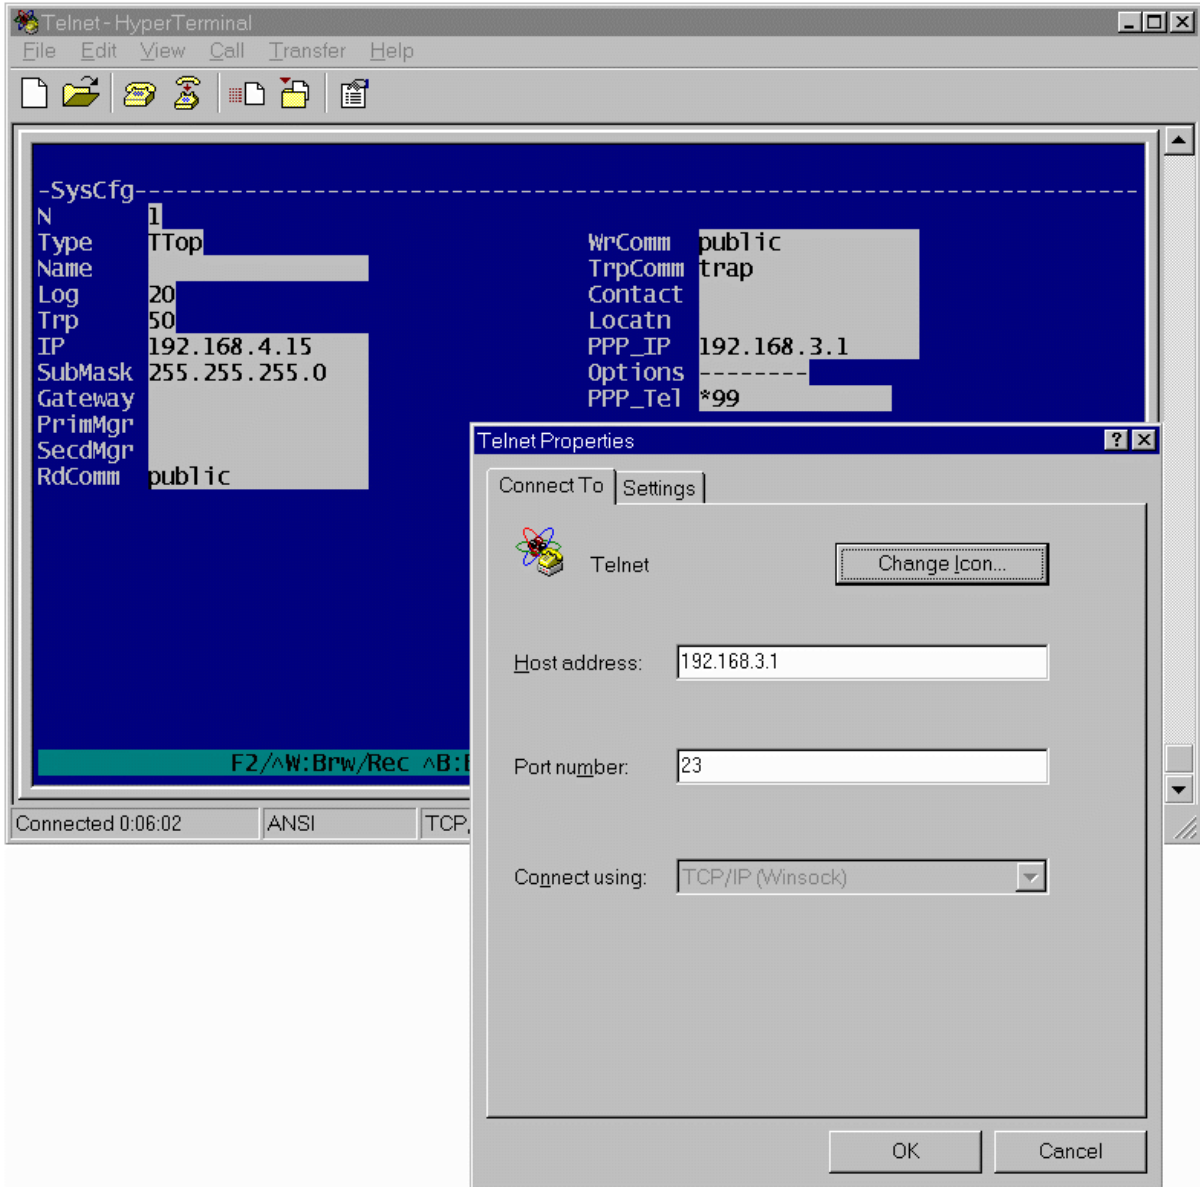 Telnet - HyperTerminal
File Edit View Call Transfer Help
-SysCfg-------------------------------------------------------------------------
N 1
Type TTop WrComm public
Name TrpComm trap
Log 20 Contact
Trp 50 Locatn
IP 192.168.4.15 PPP_IP 192.168.3.1
SubMask 255.255.255.0 Options --------
Gateway PPP_Tel *99
PrimMgr
SecdMgr
RdComm public
F2/^W:Brw/Rec ^B:
Connected 0:06:02 ANSI TCP
Telnet Properties
Connect To Settings
Telnet Change Icon...
Host address: 192.168.3.1
Port number: 23
Connect using: TCP/IP (Winsock)
OK Cancel